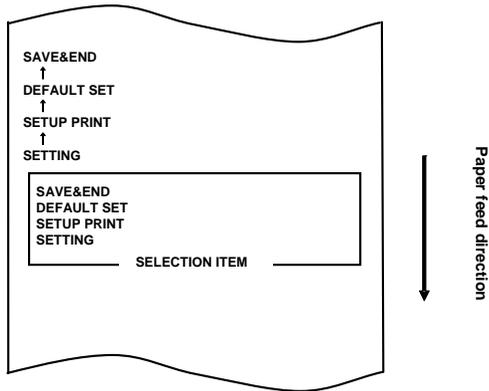 SAVE&END
↑
DEFAULT SET
↑
SETUP PRINT
↑
SETTING
SAVE&END
DEFAULT SET
SETUP PRINT
SETTING
SELECTION ITEM
Paper feed direction